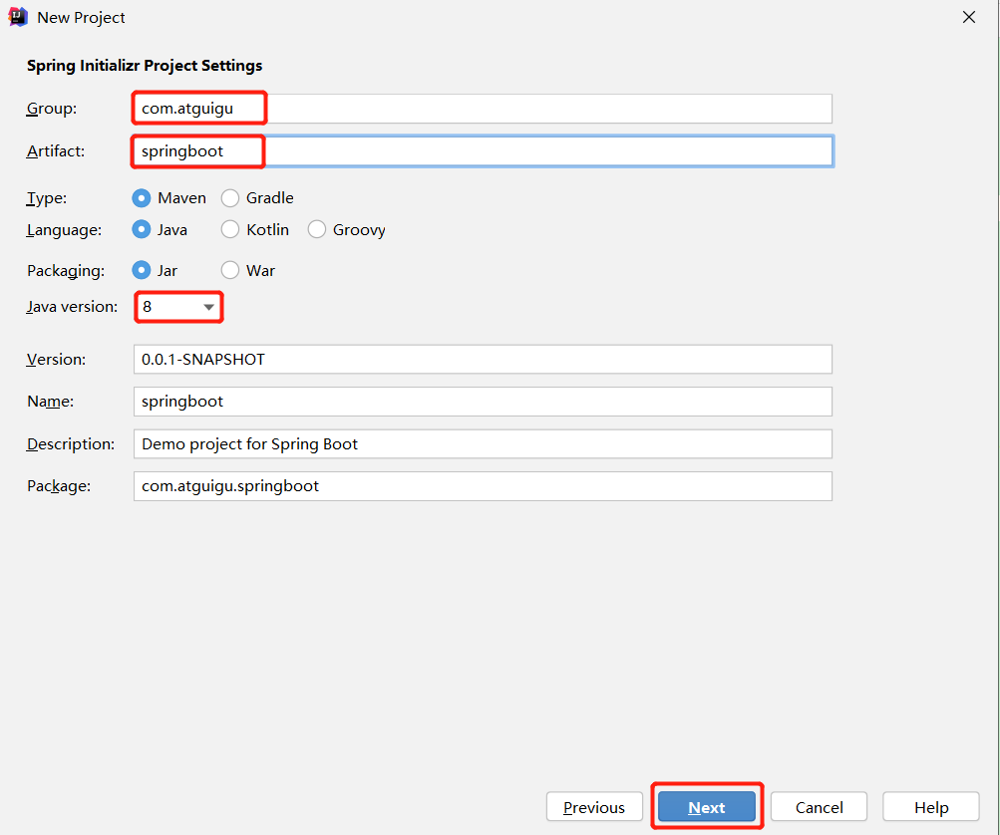 New Project
Spring Initializr Project Settings
Group: com.atguigu
Artifact: springboot
Type: Maven Gradle
Language: Java Kotlin Groovy
Packaging: Jar War
Java version: 8
Version: 0.0.1-SNAPSHOT
Name: springboot
Description: Demo project for Spring Boot
Package: com.atguigu.springboot
Previous Next Cancel Help